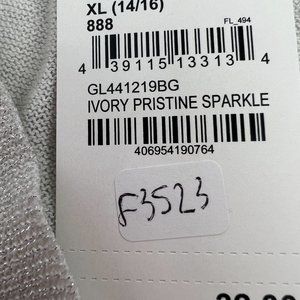 XL (14/16)
888
FL_494
4 39115 13313 4
GL441219BG
IVORY PRISTINE SPARKLE
406954190764
F3523